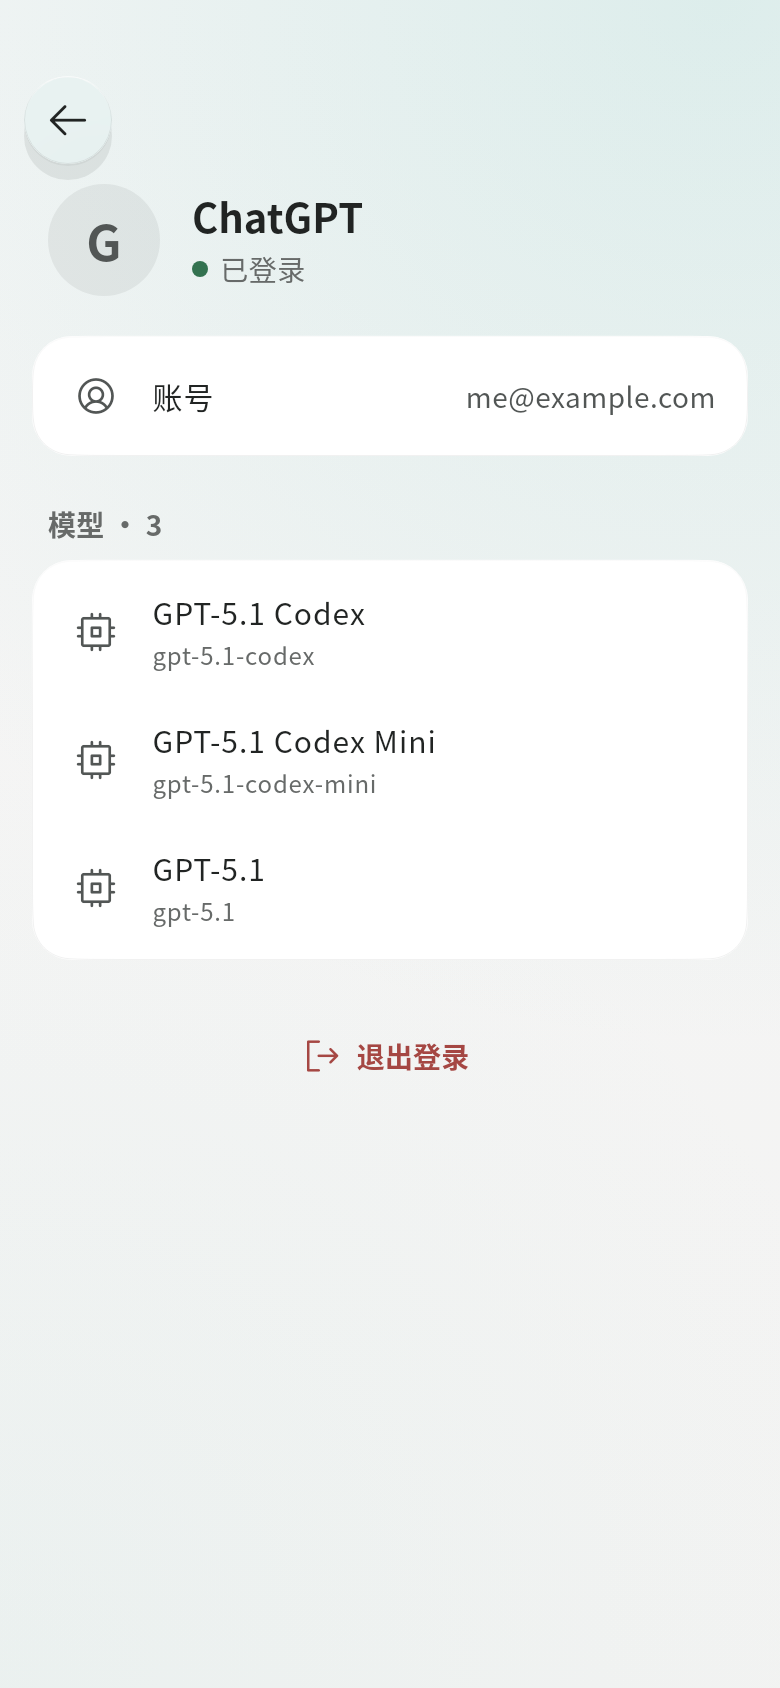 G
ChatGPT
已登录
账号
me@example.com
模型 · 3
GPT-5.1 Codex
gpt-5.1-codex
GPT-5.1 Codex Mini
gpt-5.1-codex-mini
GPT-5.1
gpt-5.1
退出登录